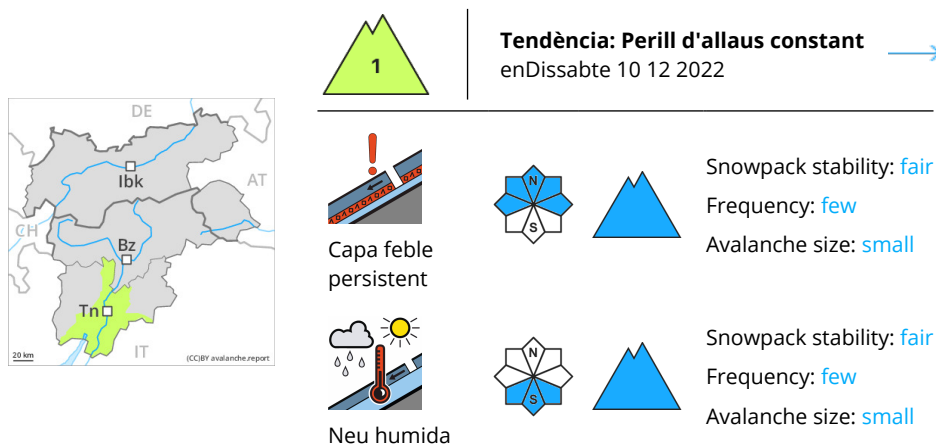 1
Tendència: Perill d'allaus constant
enDissabte 10 12 2022
DE
Ibk
AT
CH
Bz
Tn
IT
20 km
(CC)BY avalanche.report
N
S
Capa feble
persistent
Snowpack stability: fair
Frequency: few
Avalanche size: small
N
S
Neu humida
Snowpack stability: fair
Frequency: few
Avalanche size: small